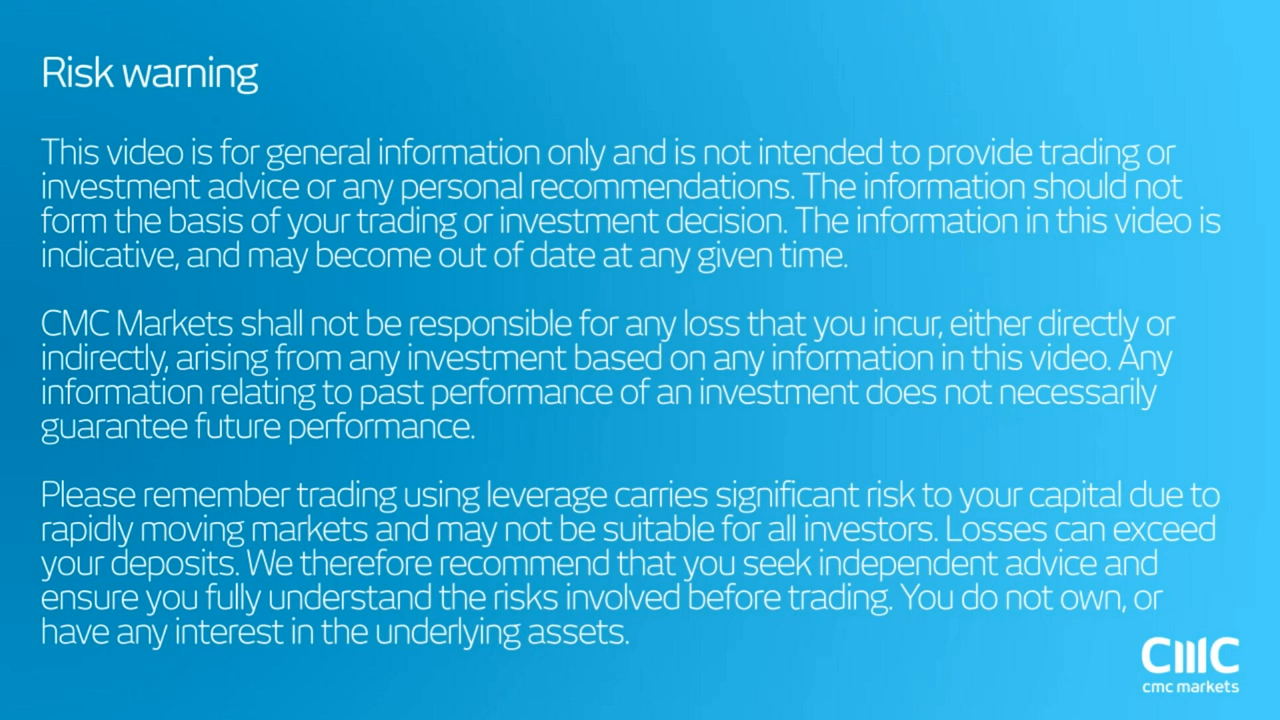 Risk warning
This video is for general information only and is not intended to provide trading or
investment advice or any personal recommendations. The information should not
form the basis of your trading or investment decision. The information in this video is
indicative, and may become out of date at any given time.
CMC Markets shall not be responsible for any loss that you incur, either directly or
indirectly, arising from any investment based on any information in this video. Any
information relating to past performance of an investment does not necessarily
guarantee future performance.
Please remember trading using leverage carries significant risk to your capital due to
rapidly moving markets and may not be suitable for all investors. Losses can exceed
your deposits. We therefore recommend that you seek independent advice and
ensure you fully understand the risks involved before trading. You do not own, or
have any interest in the underlying assets.
CMC
cmc markets